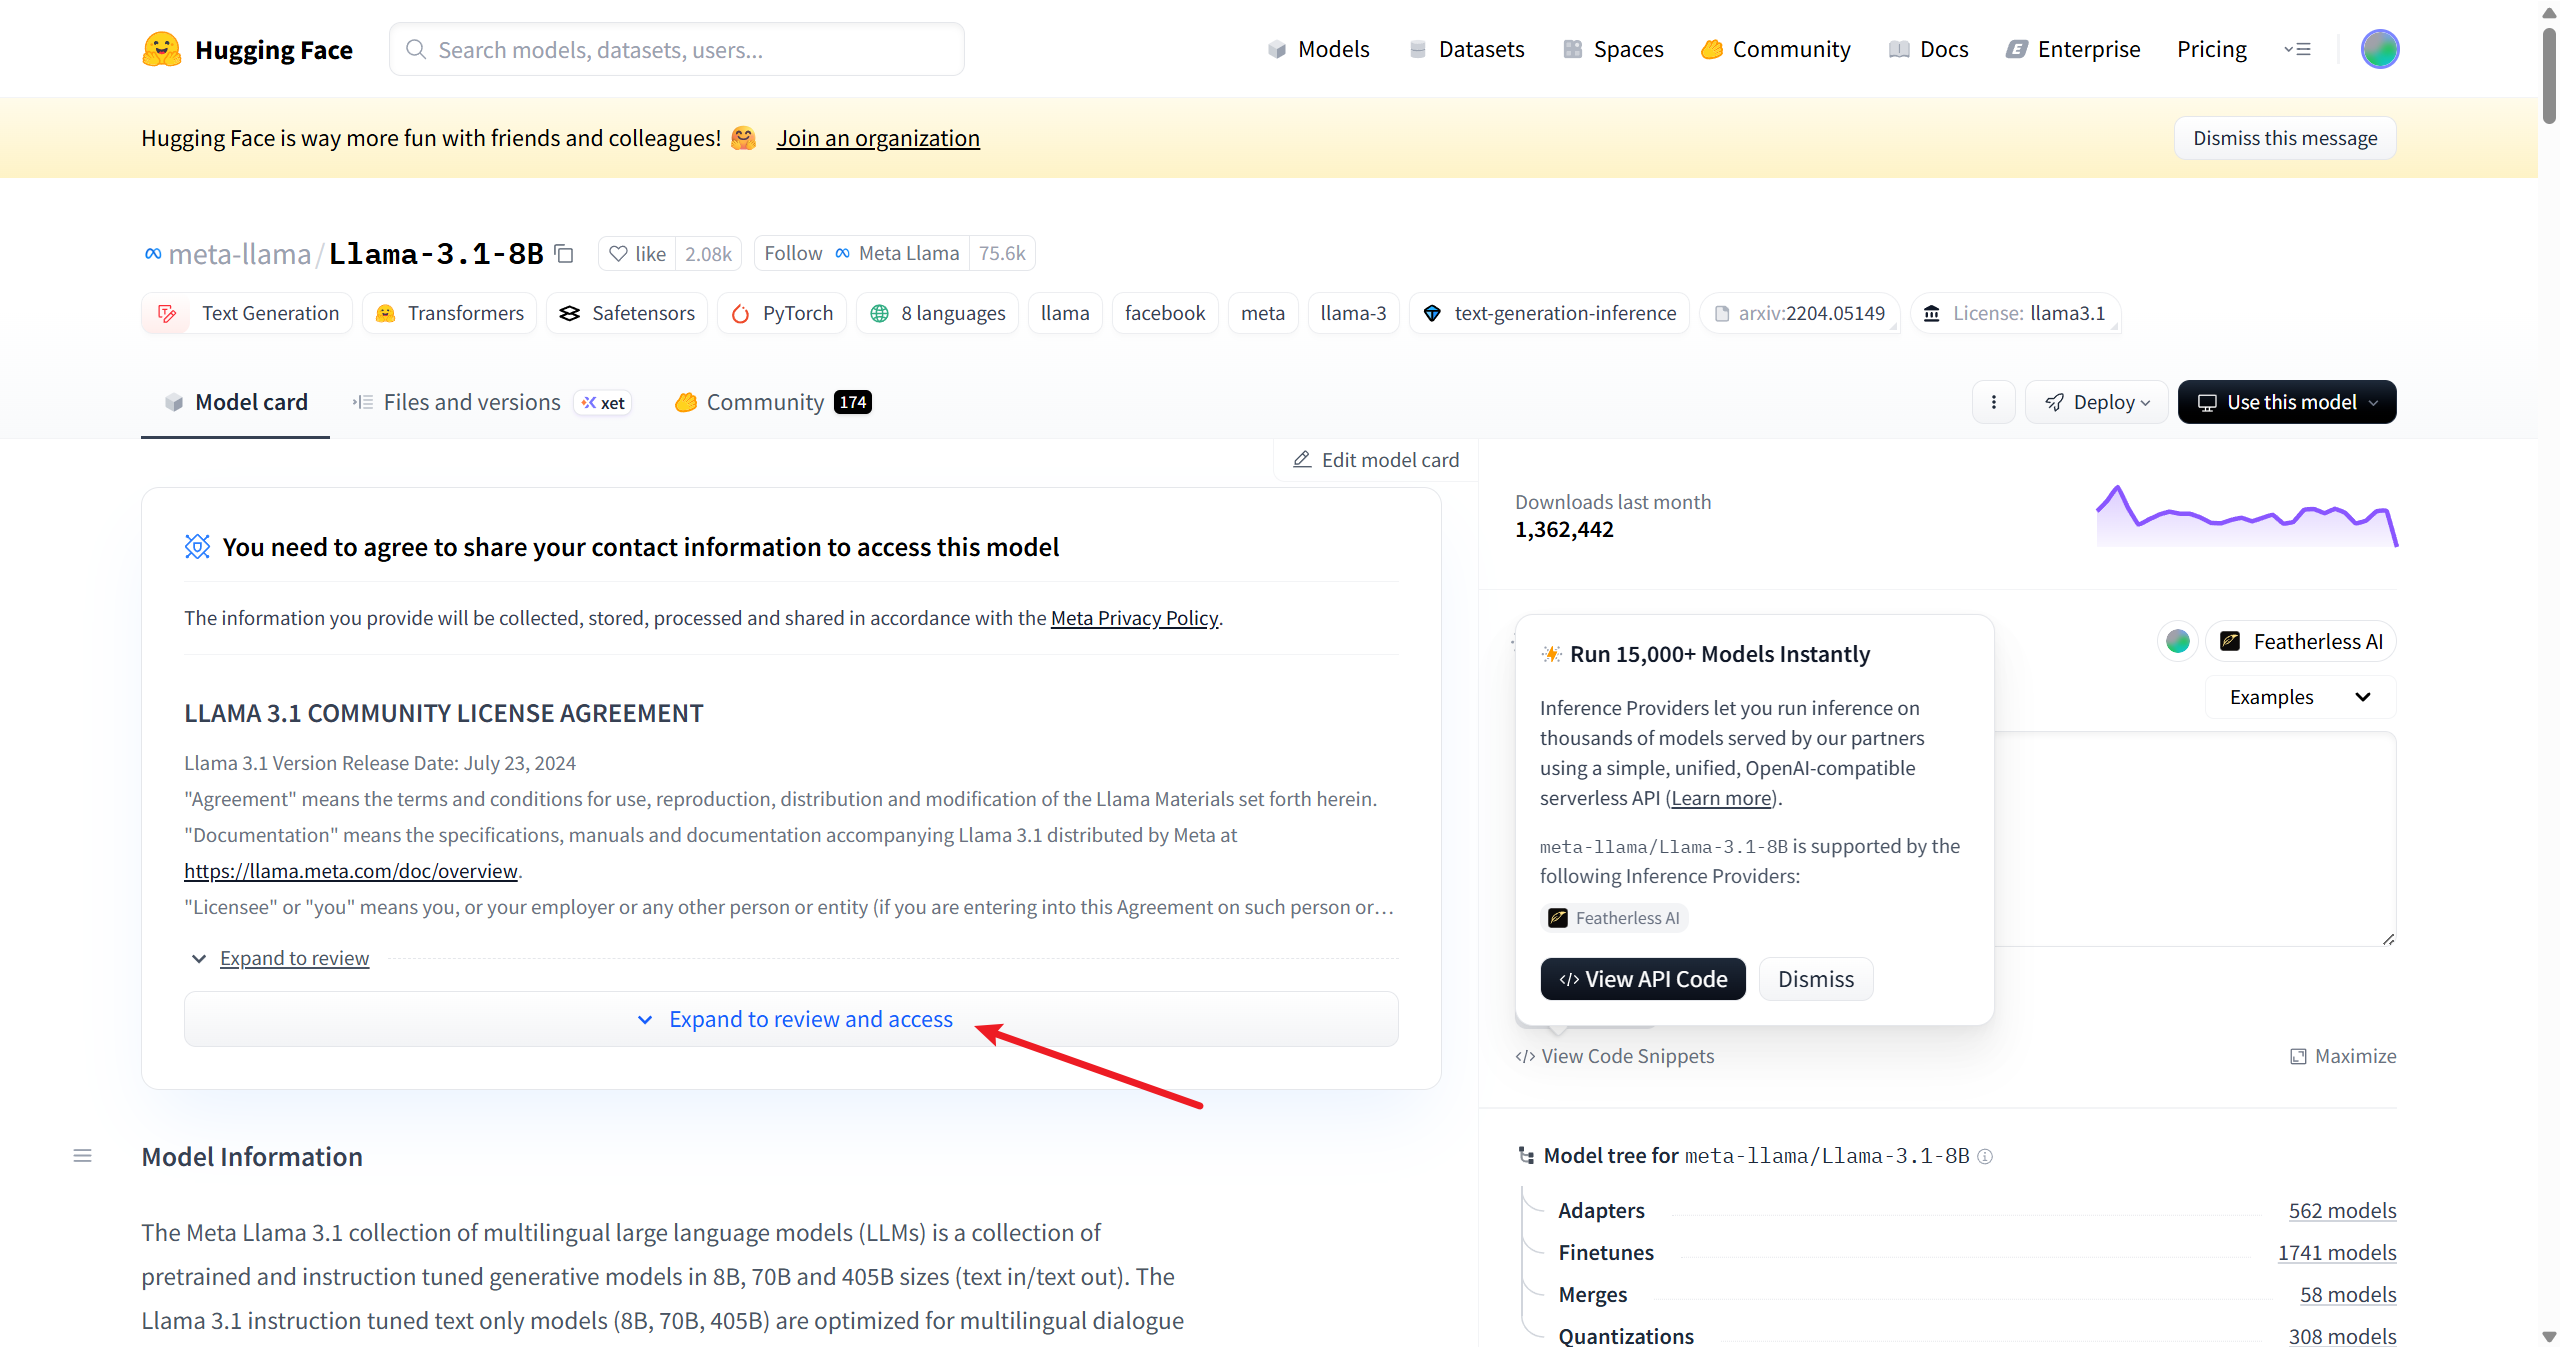 Hugging Face
Search models, datasets, users...
Models
Datasets
Spaces
Community
Docs
Enterprise
Pricing
Hugging Face is way more fun with friends and colleagues! 🤗 Join an organization
Dismiss this message
meta-llama/Llama-3.1-8B
like 2.08k
Follow Meta Llama 75.6k
Text Generation
Transformers
Safetensors
PyTorch
8 languages
llama
facebook
meta
llama-3
text-generation-inference
arxiv:2204.05149
License: llama3.1
Model card
Files and versions xet
Community 174
Deploy
Use this model
Edit model card
You need to agree to share your contact information to access this model
The information you provide will be collected, stored, processed and shared in accordance with the Meta Privacy Policy.
LLAMA 3.1 COMMUNITY LICENSE AGREEMENT
Llama 3.1 Version Release Date: July 23, 2024
"Agreement" means the terms and conditions for use, reproduction, distribution and modification of the Llama Materials set forth herein.
"Documentation" means the specifications, manuals and documentation accompanying Llama 3.1 distributed by Meta at
https://llama.meta.com/doc/overview.
"Licensee" or "you" means you, or your employer or any other person or entity (if you are entering into this Agreement on such person or…
Expand to review
Expand to review and access
Model Information
The Meta Llama 3.1 collection of multilingual large language models (LLMs) is a collection of
pretrained and instruction tuned generative models in 8B, 70B and 405B sizes (text in/text out). The
Llama 3.1 instruction tuned text only models (8B, 70B, 405B) are optimized for multilingual dialogue
Downloads last month
1,362,442
Featherless AI
Examples
Run 15,000+ Models Instantly
Inference Providers let you run inference on
thousands of models served by our partners
using a simple, unified, OpenAI-compatible
serverless API (Learn more).
meta-llama/Llama-3.1-8B is supported by the
following Inference Providers:
Featherless AI
</> View API Code
Dismiss
</> View Code Snippets
Maximize
Model tree for meta-llama/Llama-3.1-8B
Adapters 562 models
Finetunes 1741 models
Merges 58 models
Quantizations 308 models